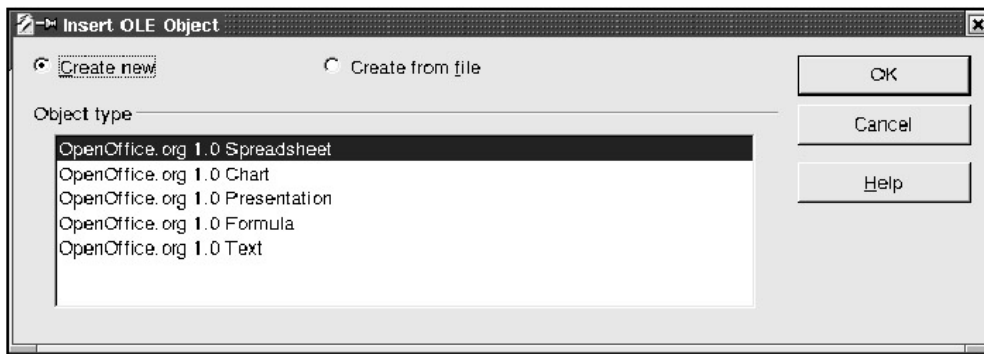 Insert OLE Object
Create new
Create from file
OK
Object type
Cancel
OpenOffice.org 1.0 Spreadsheet
OpenOffice.org 1.0 Chart
Help
OpenOffice.org 1.0 Presentation
OpenOffice.org 1.0 Formula
OpenOffice.org 1.0 Text